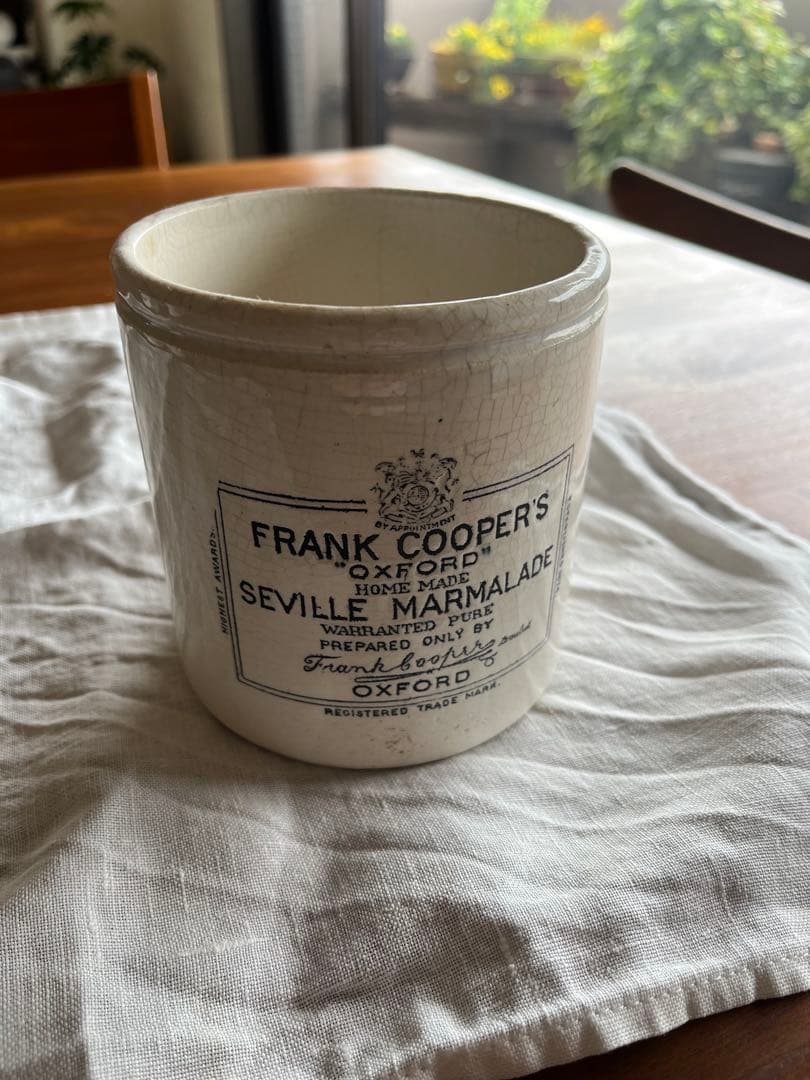 BY APPOINTMENT
FRANK COOPER'S
"OXFORD"
HOME MADE
SEVILLE MARMALADE
WARRANTED PURE
PREPARED ONLY BY
Frank Cooper Limited
OXFORD
REGISTERED TRADE MARK.
HIGHEST AWARDS.